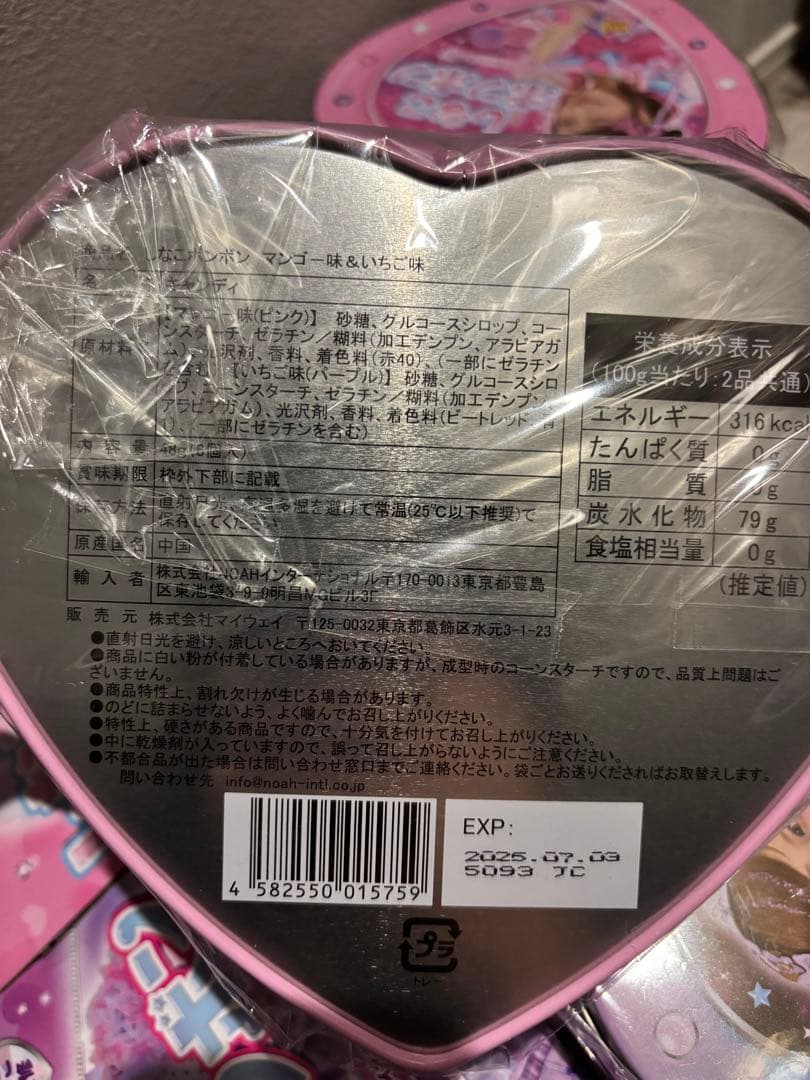 しなこボンボン マンゴー味＆いちご味
名 キャンディ
原材料
味(ピンク)】 砂糖、グルコースシロップ、コー
ンスターチ、ゼラチン／糊料(加工デンプン、アラビアガ
光沢剤、香料、着色料(赤40)、(一部にゼラチン
を含む) 【いちご味(パープル)】 砂糖、グルコースシロ
ーンスターチ、ゼラチン／糊料(加工デンプン、
アラビアガム)、光沢剤、香料、着色料(ビートレッド、青
1)、(一部にゼラチンを含む)
内容量 48g(6個入)
賞味期限 枠外下部に記載
保存方法 直射日光、高温多湿を避けて常温(25℃以下推奨)で
保存してください
原産国名 中国
輸入者 株式会社NOAHインターナショナル〒170-0013東京都豊島
区東池袋3-9-9明昌MGビル3F
販売元 株式会社マイウェイ 〒125-0032東京都葛飾区水元3-1-23
栄養成分表示
(100g当たり:2品共通)
エネルギー 316kcal
たんぱく質 0g
脂質 0g
炭水化物 79g
食塩相当量 0g
(推定値)
●直射日光を避け、涼しいところへおいてください。
●商品に白い粉が付着している場合がありますが、成型時のコーンスターチですので、品質上問題はご
ざいません。
●商品特性上、割れ欠けが生じる場合があります。
●のどに詰まらせないよう、よく噛んでお召し上がりください。
●特性上、硬さがある商品ですので、十分気を付けてお召し上がりください。
●中に乾燥剤が入っていますので、誤って召し上がらないようにご注意ください。
●不都合品が出た場合は問い合わせ窓口までご連絡ください。袋ごとお送りくださればお取替えします。
問い合わせ先 info@noah-intl.co.jp
4 582550 015759
EXP:
2025.07.03
5093 JC
プラ
トレー